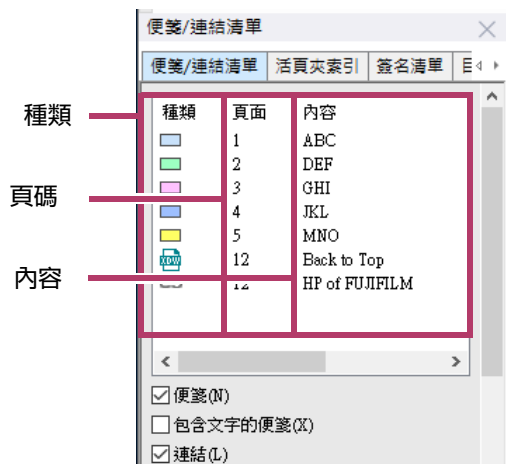 便箋/連結清單
便箋/連結清單 活頁夾索引 簽名清單
種類 頁面 內容
1 ABC
2 DEF
3 GHI
4 JKL
5 MNO
XDW 12 Back to Top
12 HP of FUJIFILM
種類
頁碼
內容
便箋(N)
包含文字的便箋(X)
連結(L)